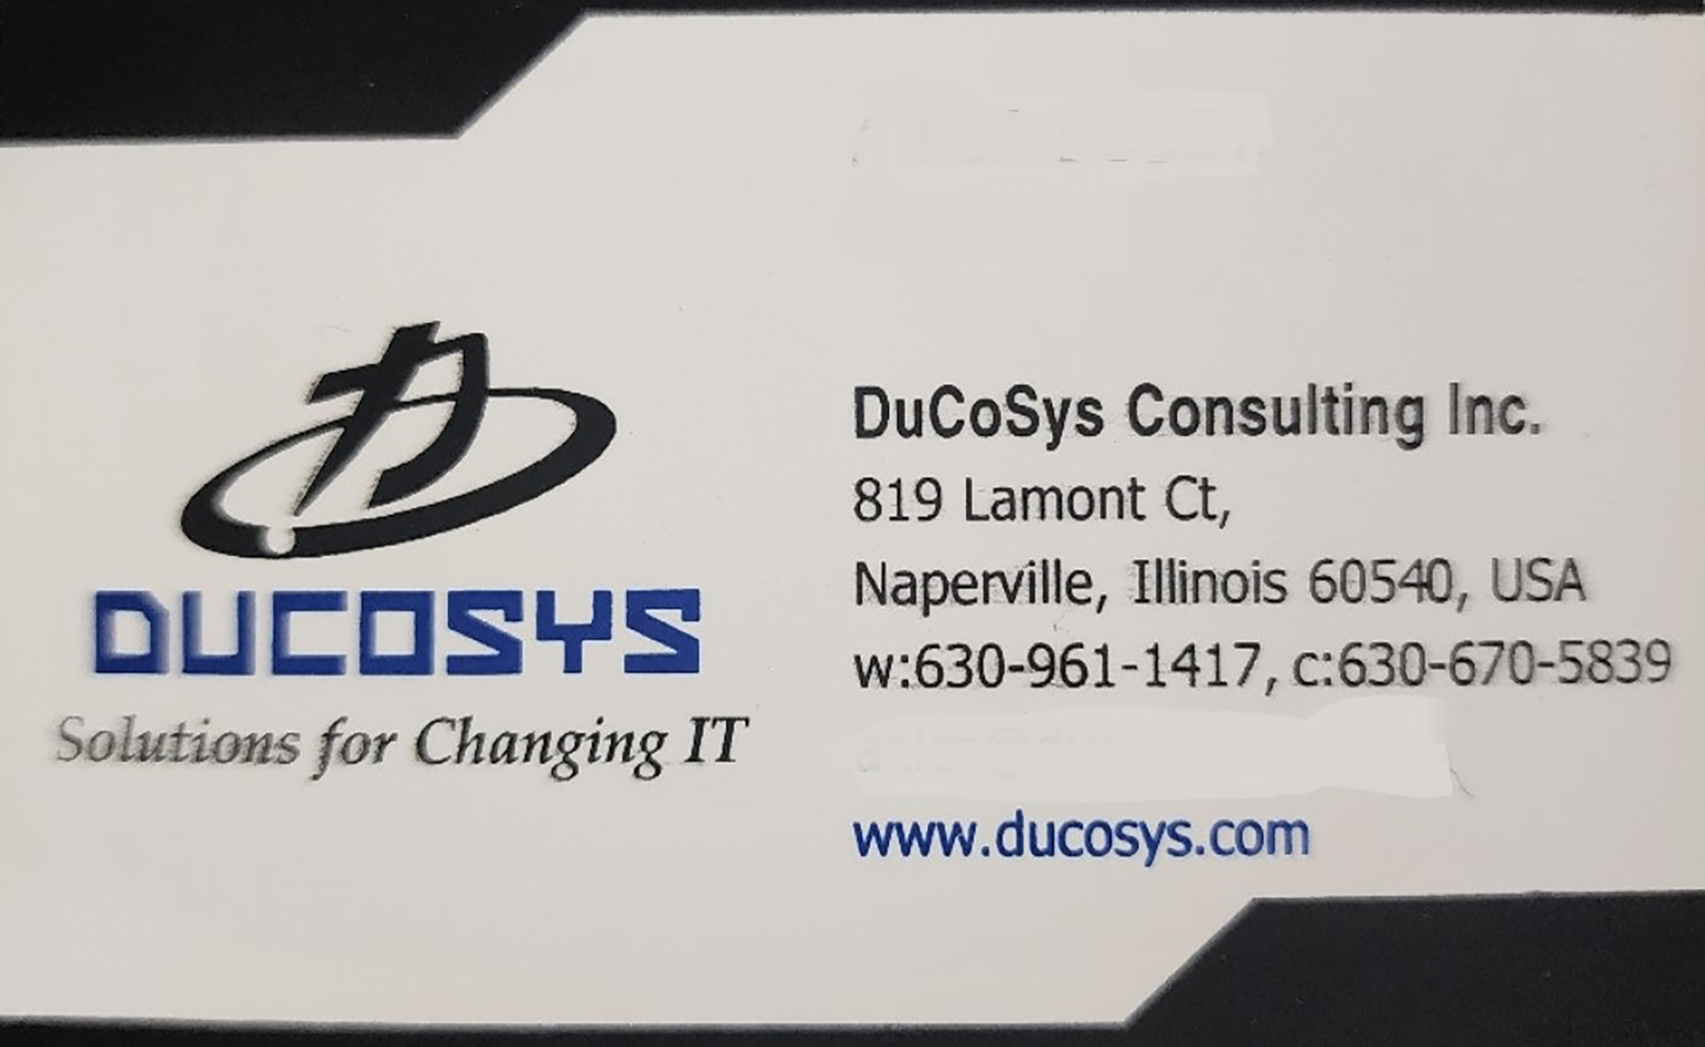 DUCOSYS
Solutions for Changing IT
DuCoSys Consulting Inc.
819 Lamont Ct,
Naperville, Illinois 60540, USA
w:630-961-1417, c:630-670-5839
www.ducosys.com